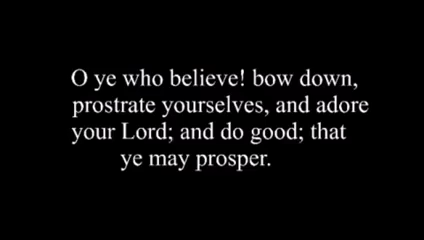 O ye who believe! bow down,
prostrate yourselves, and adore
your Lord; and do good; that
ye may prosper.